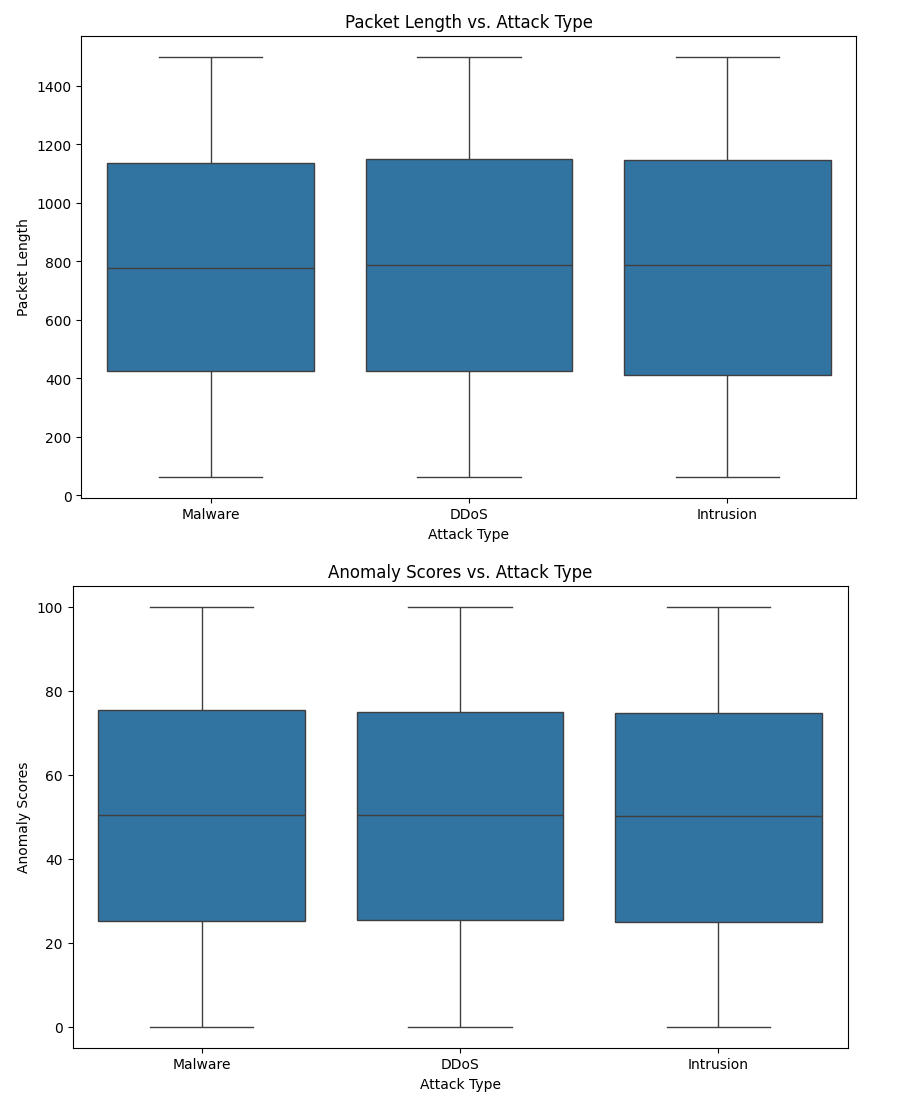 Packet Length vs. Attack Type
1400
1200
1000
800
600
400
200
0
Packet Length
Malware DDoS Intrusion
Attack Type
Anomaly Scores vs. Attack Type
100
80
60
40
20
0
Anomaly Scores
Malware DDoS Intrusion
Attack Type